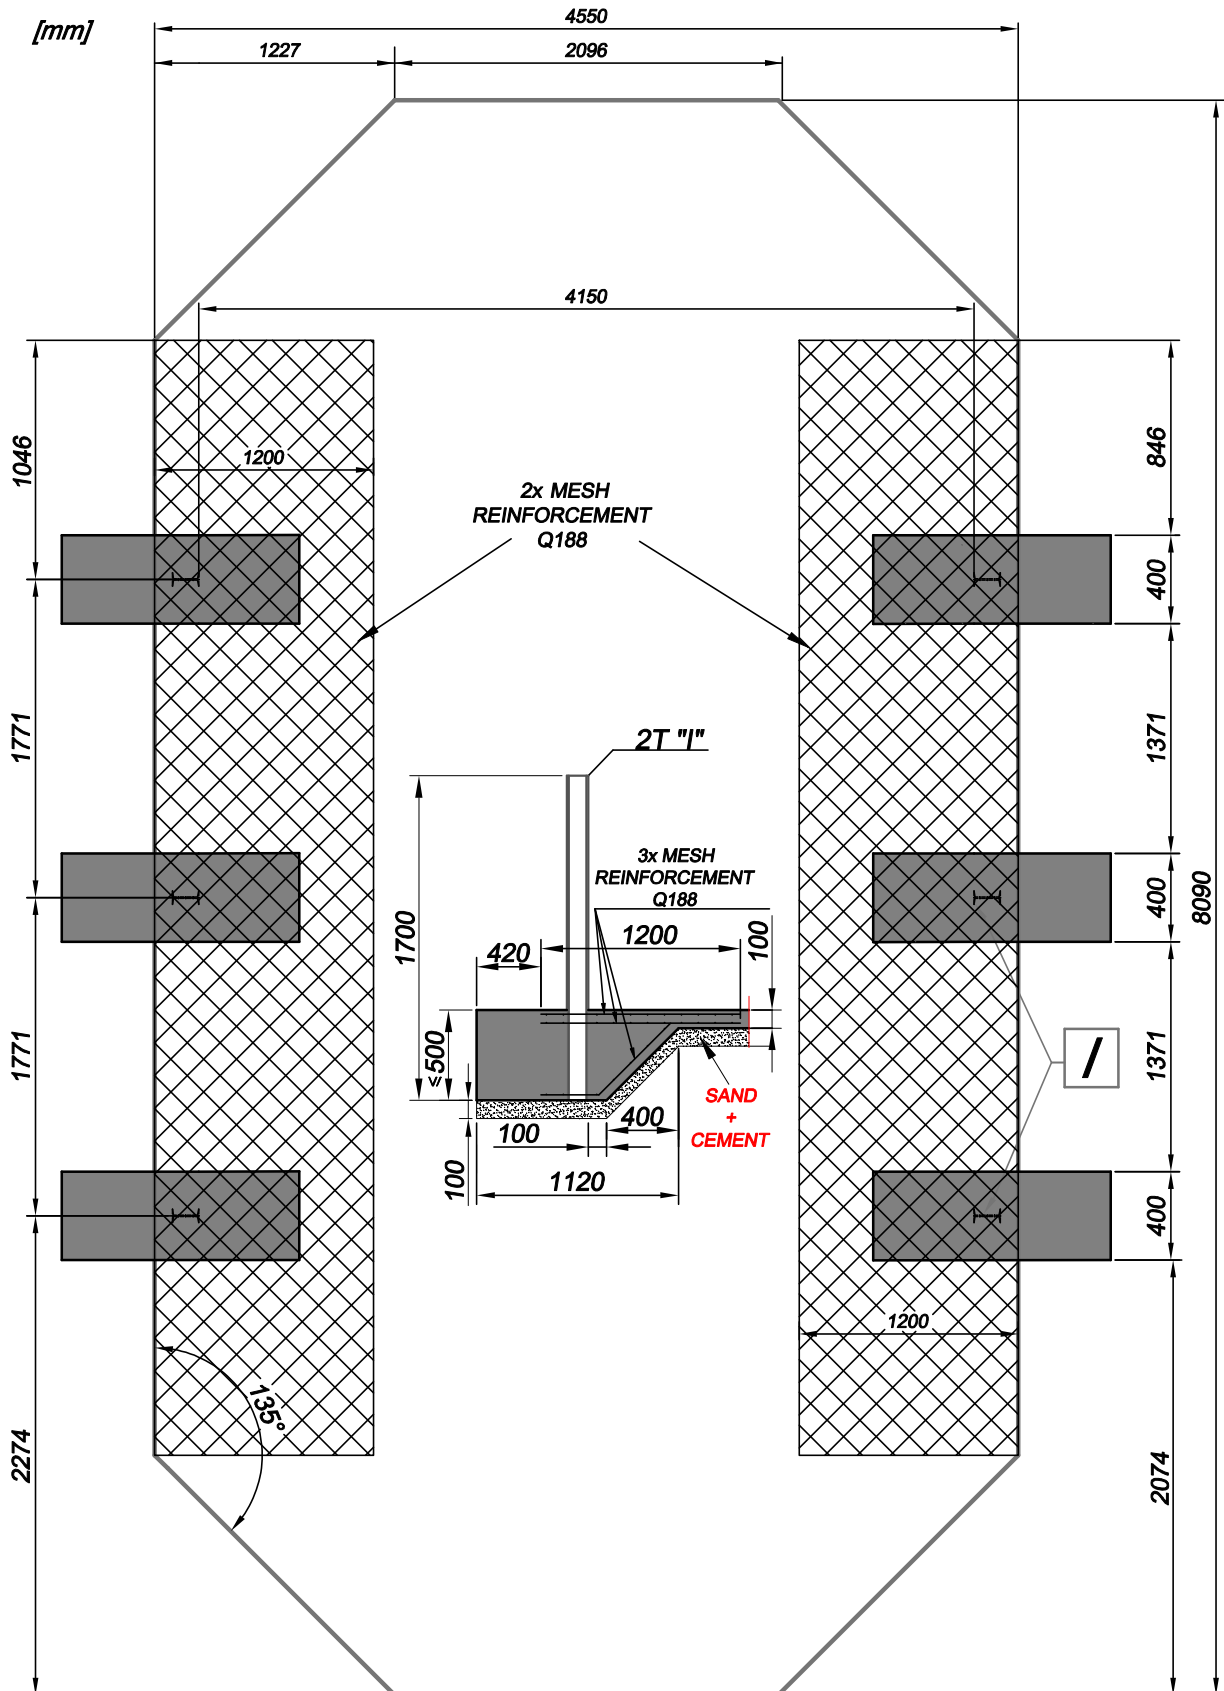 [mm]
4550
1227
2096
4150
1046
846
1200
2x MESH
REINFORCEMENT
Q188
400
1771
1371
2T "I"
3x MESH
REINFORCEMENT
Q188
1700
1200
100
420
400
8090
≤500
1771
1371
I
SAND
+
CEMENT
400
100
100
1120
400
1200
135°
2274
2074